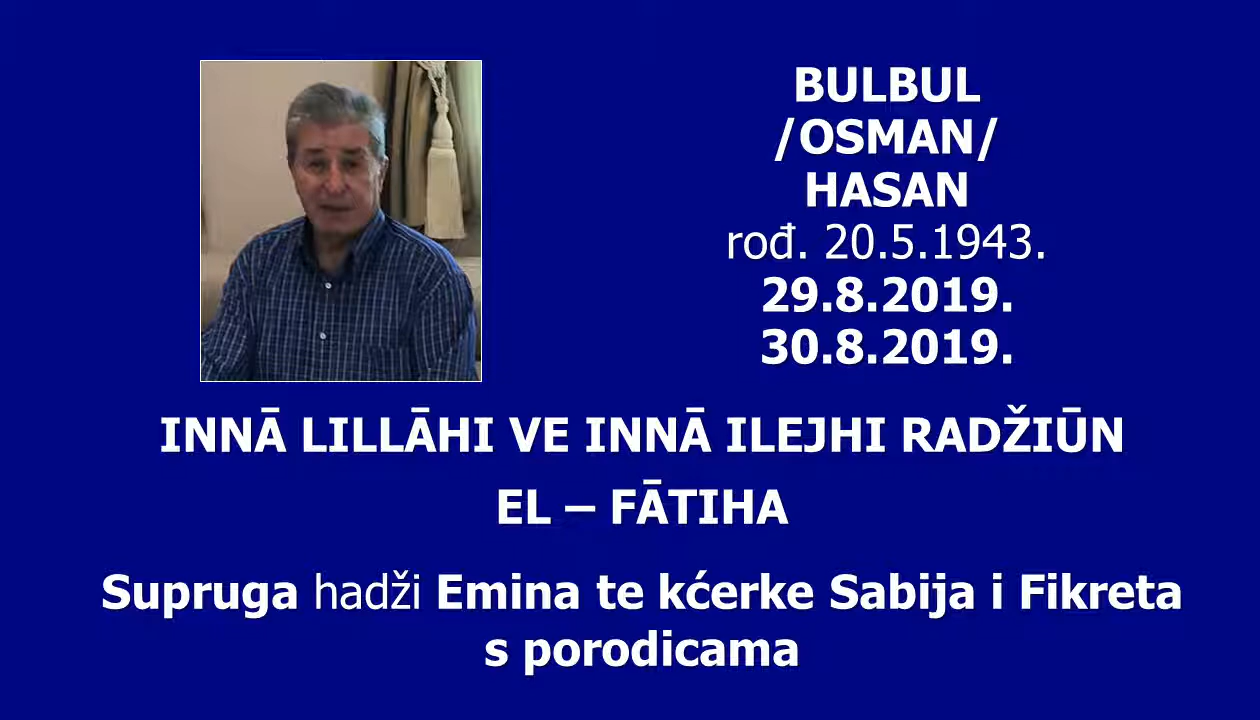 BULBUL
/OSMAN/
HASAN
rođ. 20.5.1943.
29.8.2019.
30.8.2019.
INNĀ LILLĀHI VE INNĀ ILEJHI RADŽIŪN
EL – FĀTIHA
Supruga hadži Emina te kćerke Sabija i Fikreta
s porodicama